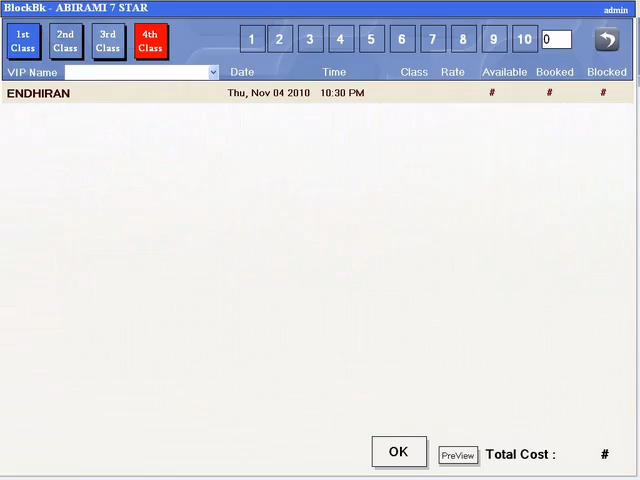 BlockBk - ABIRAMI 7 STAR
admin
1st Class
2nd Class
3rd Class
4th Class
1 2 3 4 5 6 7 8 9 10 0
VIP Name Date Time Class Rate Available Booked Blocked
ENDHIRAN Thu, Nov 04 2010 10:30 PM # # #
OK PreView Total Cost : #